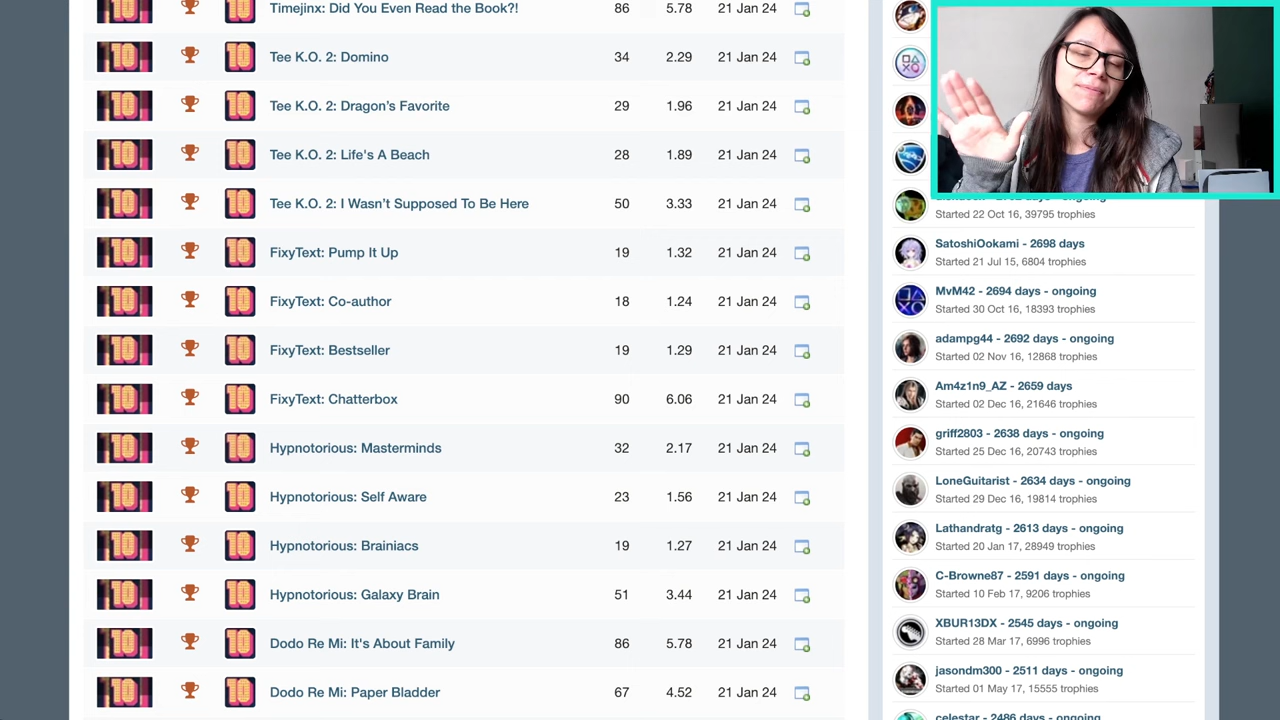 Timejinx: Did You Even Read the Book?! 86 5.78 21 Jan 24
Tee K.O. 2: Domino 34 2.29 21 Jan 24
Tee K.O. 2: Dragon’s Favorite 29 1.96 21 Jan 24
Tee K.O. 2: Life's A Beach 28 1.89 21 Jan 24
Tee K.O. 2: I Wasn’t Supposed To Be Here 50 3.33 21 Jan 24
FixyText: Pump It Up 19 1.32 21 Jan 24
FixyText: Co-author 18 1.24 21 Jan 24
FixyText: Bestseller 19 1.29 21 Jan 24
FixyText: Chatterbox 90 6.06 21 Jan 24
Hypnotorious: Masterminds 32 2.17 21 Jan 24
Hypnotorious: Self Aware 23 1.56 21 Jan 24
Hypnotorious: Brainiacs 19 1.27 21 Jan 24
Hypnotorious: Galaxy Brain 51 3.44 21 Jan 24
Dodo Re Mi: It's About Family 86 5.77 21 Jan 24
Dodo Re Mi: Paper Bladder 45 3.02 21 Jan 24
Started 22 Oct 16, 39795 trophies
SatoshiOokami - 2698 days
Started 21 Jul 15, 6804 trophies
MvM42 - 2694 days - ongoing
Started 30 Oct 16, 18393 trophies
adampg44 - 2692 days - ongoing
Started 02 Nov 16, 12868 trophies
Am4z1n9_AZ - 2659 days
Started 02 Dec 16, 21646 trophies
griff2803 - 2638 days - ongoing
Started 25 Dec 16, 20743 trophies
LoneGuitarist - 2634 days - ongoing
Started 29 Dec 16, 19814 trophies
Lathandratg - 2613 days - ongoing
Started 20 Jan 17, 28949 trophies
C-Browne87 - 2591 days - ongoing
Started 10 Feb 17, 9206 trophies
XBUR13DX - 2545 days - ongoing
Started 28 Mar 17, 6996 trophies
jasondm300 - 2511 days - ongoing
Started 01 May 17, 15555 trophies
celestar - 2486 days - ongoing